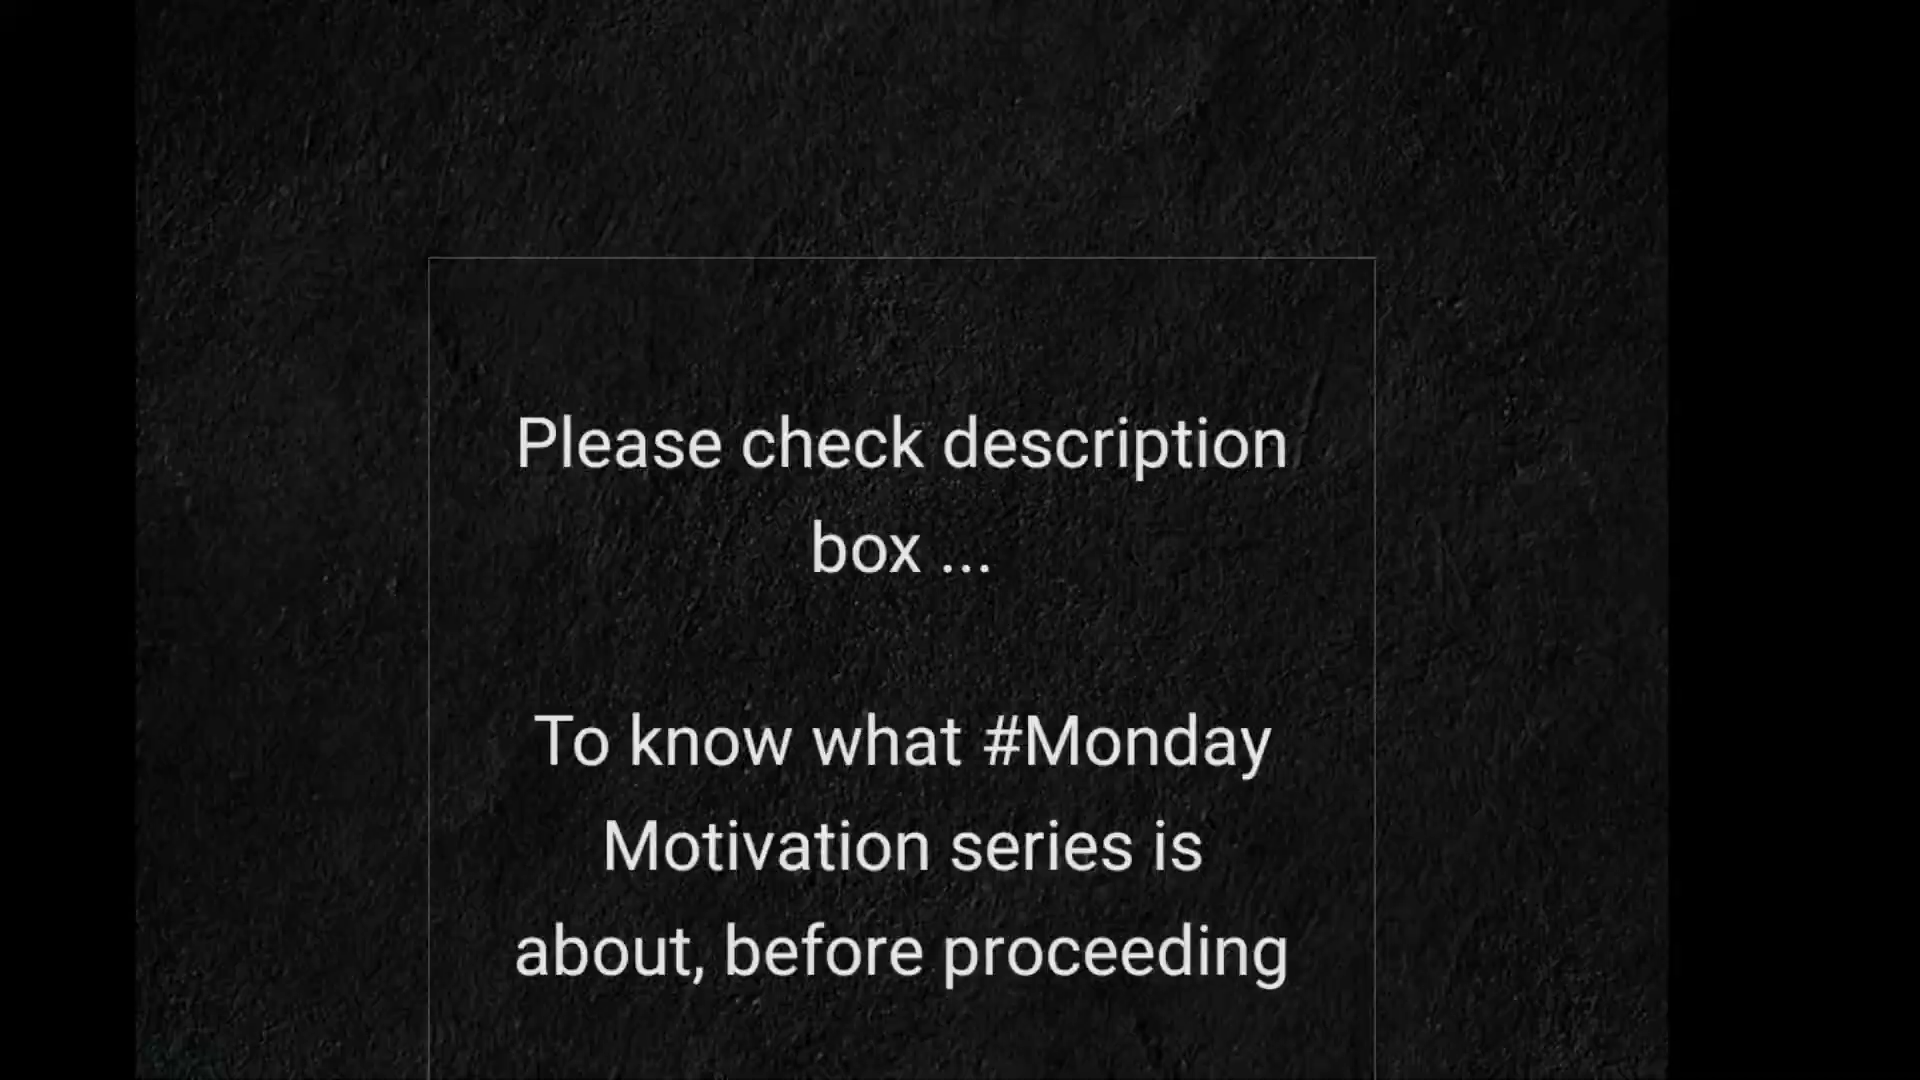 Please check description
box ...
To know what #Monday
Motivation series is
about, before proceeding